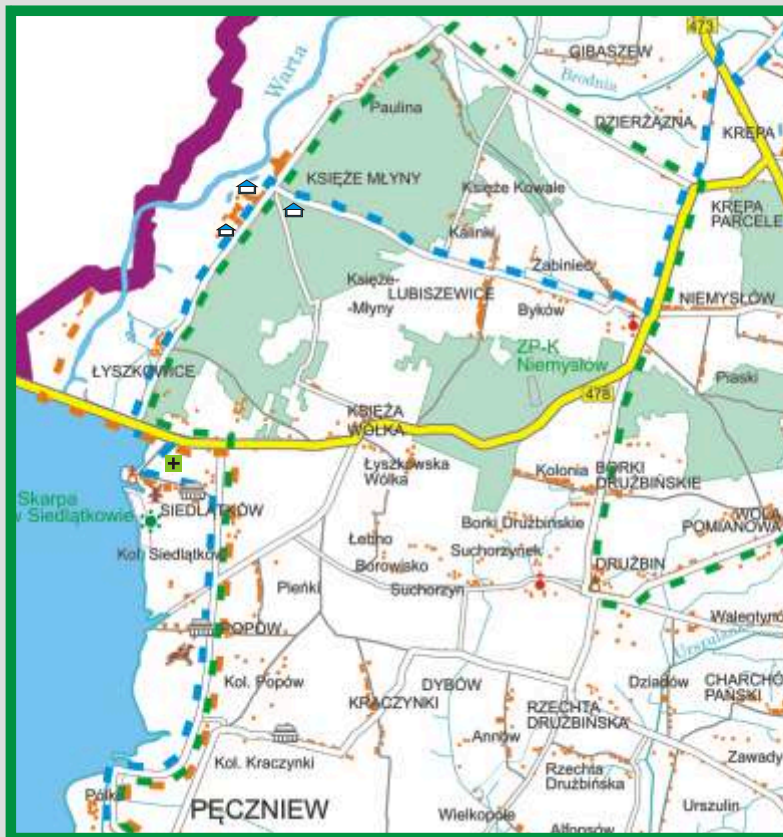 473
GIBASZEW
Brodnia
Warta
Paulina
DZIERŻĄZNA
KRĘPA
KSIĘŻE MŁYNY
Księże Kowale
KRĘPA
PARCELE
Kalinki
Zabiniec
Księże-
-Młyny
LUBISZEWICE
NIEMYSŁÓW
Byków
ZP-K
Niemysłów
ŁYSZKOWICE
Piaski
478
KSIĘŻA
WÓLKA
Łyszkowska
Wólka
Kolonia
BORKI
DRUŻBIŃSKIE
Skarpa
w Siedlątkowie
SIEDLĄTKÓW
Borki Drużbińskie
WOLA
POMIANOWA
Kol. Siedlątków
Łebno
Borowisko
Suchorzynek
DRUŻBIN
Pieńki
Suchorzyn
Walentynów
POPÓW
Dziadów
CHARCHÓW
PAŃSKI
Kol. Popów
DYBÓW
KRACZYNKI
RZECHTA
DRUŻBIŃSKA
Annów
Zawady
Kol. Kraczynki
Rzechta
Drużbińska
Półko
PĘCZNIEW
Wielkopole
Urszulin
Alfonsów